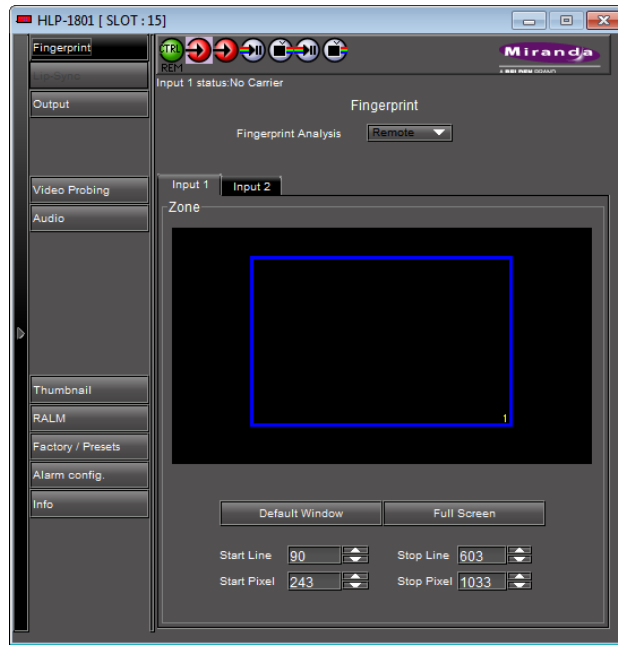 HLP-1801 [ SLOT : 15]
Fingerprint
Lip-Sync
Output
Video Probing
Audio
Thumbnail
RALM
Factory / Presets
Alarm config.
Info
CTRL
REM
Miranda
A BELDEN BRAND
Input 1 status:No Carrier
Fingerprint
Fingerprint Analysis Remote
Input 1 Input 2
Zone
1
Default Window Full Screen
Start Line 90 Stop Line 603
Start Pixel 243 Stop Pixel 1033